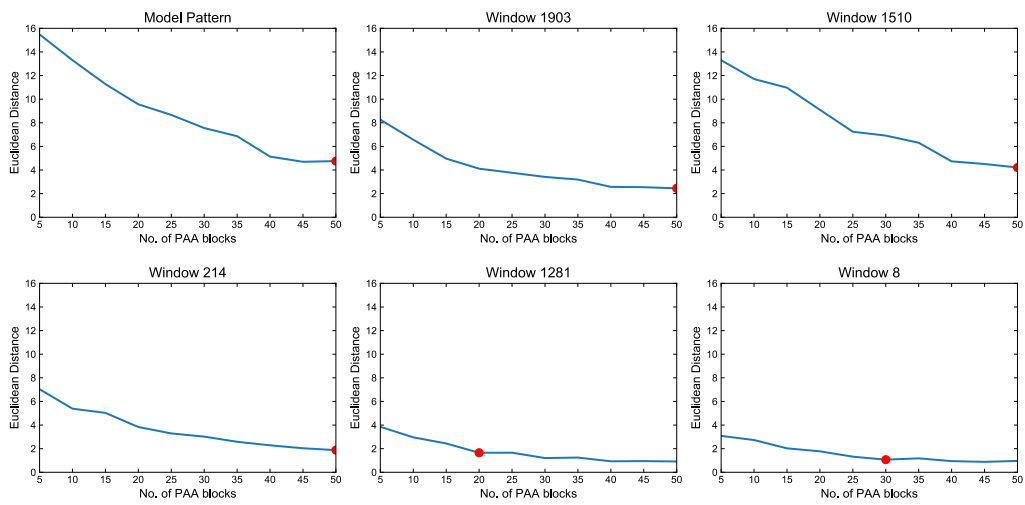 Model Pattern
16
14
12
10
8
6
4
2
0
Euclidean Distance
5 10 15 20 25 30 35 40 45 50
No. of PAA blocks
Window 1903
16
14
12
10
8
6
4
2
0
Euclidean Distance
5 10 15 20 25 30 35 40 45 50
No. of PAA blocks
Window 1510
16
14
12
10
8
6
4
2
0
Euclidean Distance
5 10 15 20 25 30 35 40 45 50
No. of PAA blocks
Window 214
16
14
12
10
8
6
4
2
0
Euclidean Distance
5 10 15 20 25 30 35 40 45 50
No. of PAA blocks
Window 1281
16
14
12
10
8
6
4
2
0
Euclidean Distance
5 10 15 20 25 30 35 40 45 50
No. of PAA blocks
Window 8
16
14
12
10
8
6
4
2
0
Euclidean Distance
5 10 15 20 25 30 35 40 45 50
No. of PAA blocks